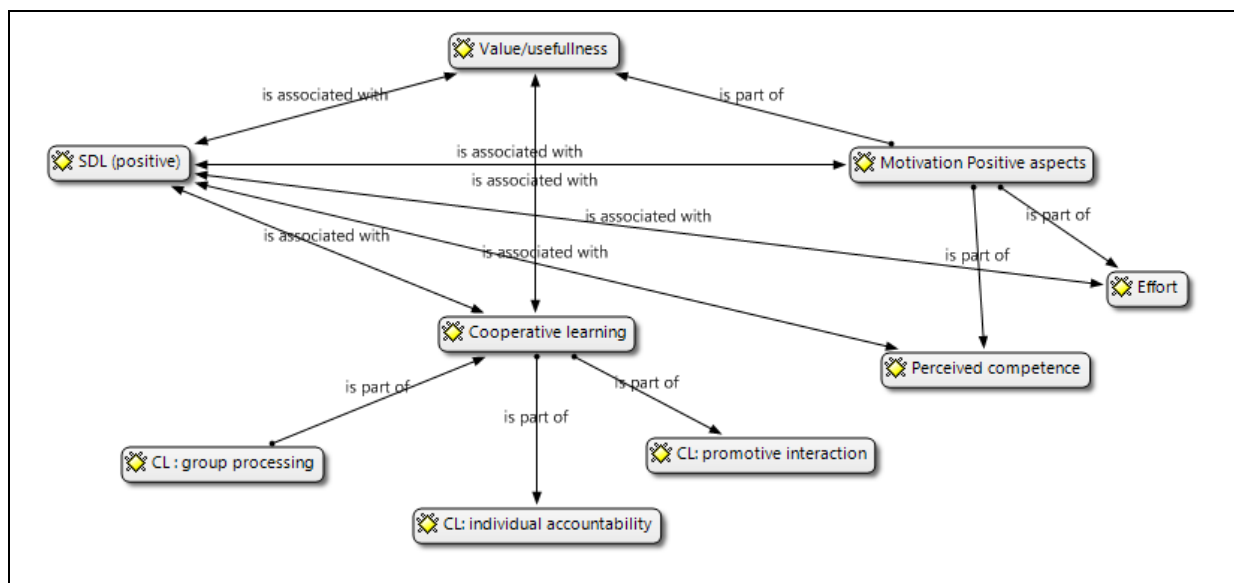 Value/usefullness
is associated with
is part of
SDL (positive)
is associated with
Motivation Positive aspects
is associated with
is associated with
is associated with
is associated with
is part of
is part of
Effort
Cooperative learning
Perceived competence
is part of
is part of
is part of
CL : group processing
CL: promotive interaction
CL: individual accountability